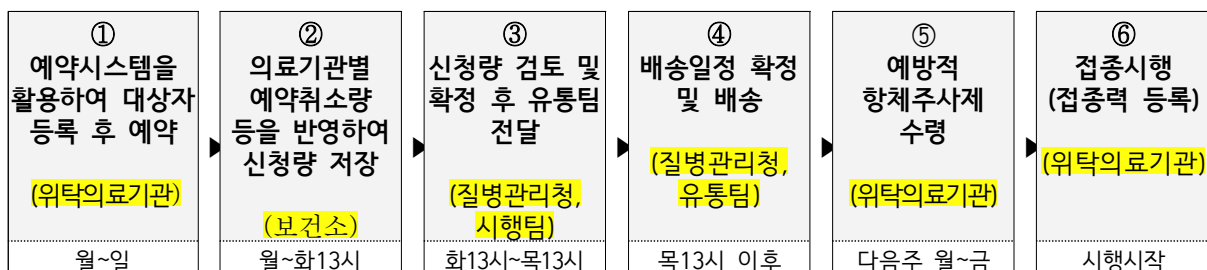 ①
예약시스템을
활용하여 대상자
등록 후 예약
(위탁의료기관)
월~일
②
의료기관별
예약취소량
등을 반영하여
신청량 저장
(보건소)
월~화13시
③
신청량 검토 및
확정 후 유통팀
전달
(질병관리청,
시행팀)
화13시~목13시
④
배송일정 확정
및 배송
(질병관리청,
유통팀)
목13시 이후
⑤
예방적
항체주사제
수령
(위탁의료기관)
다음주 월~금
⑥
접종시행
(접종력 등록)
(위탁의료기관)
시행시작